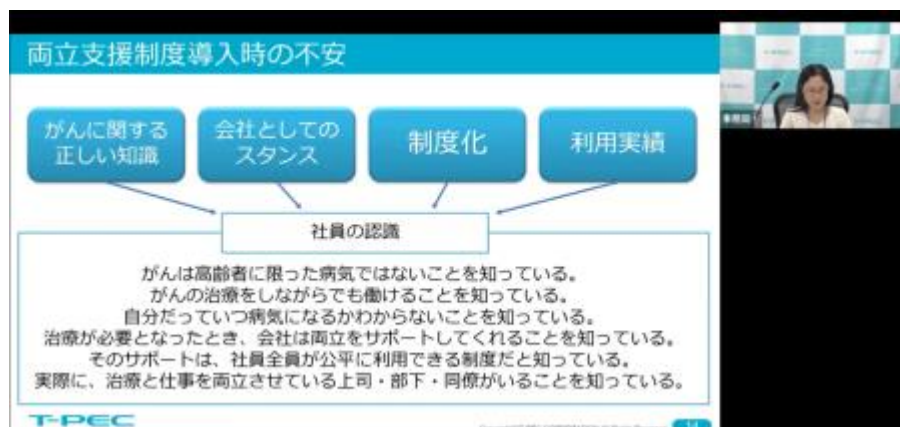 両立支援制度導入時の不安
がんに関する
正しい知識
会社としての
スタンス
制度化
利用実績
社員の認識
がんは高齢者に限った病気ではないことを知っている。
がんの治療をしながらでも働けることを知っている。
自分だっていつ病気になるかわからないことを知っている。
治療が必要となったとき、会社は両立をサポートしてくれることを知っている。
そのサポートは、社員全員が公平に利用できる制度だと知っている。
実際に、治療と仕事を両立させている上司・部下・同僚がいることを知っている。
T-PEC
14